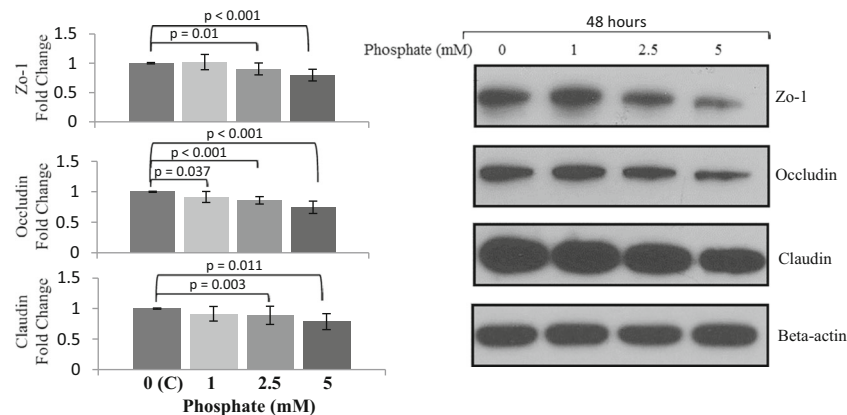 p < 0.001
p = 0.01
1.5
1
0.5
0
Zo-1
Fold Change
p < 0.001
p < 0.001
p = 0.037
1.5
1
0.5
0
Occludin
Fold Change
p = 0.011
p = 0.003
1.5
1
0.5
0
Claudin
Fold Change
0 (C) 1 2.5 5
Phosphate (mM)
48 hours
Phosphate (mM) 0 1 2.5 5
Zo-1
Occludin
Claudin
Beta-actin